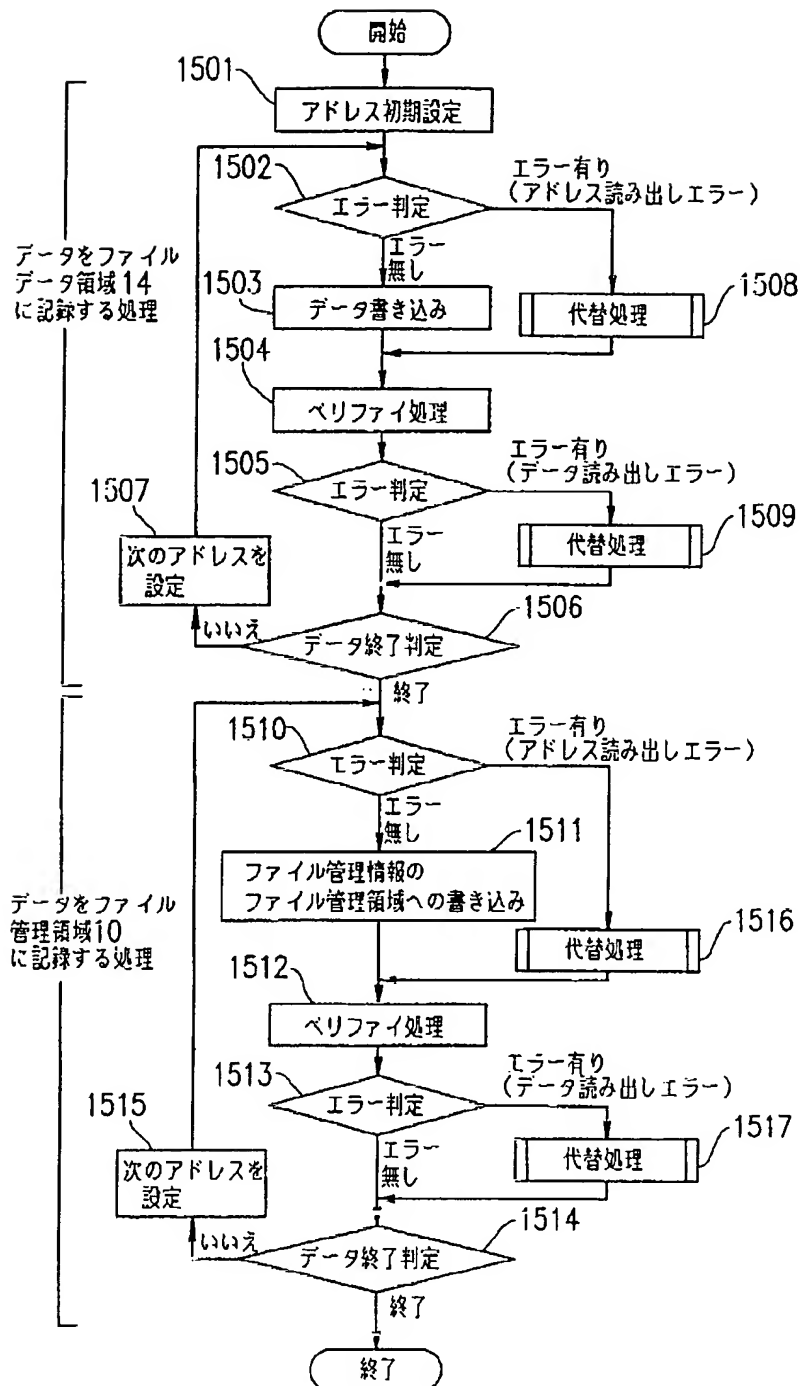 開始
1501
アドレス初期設定
1502
エラー判定
エラー有り
(アドレス読み出しエラー)
エラー
無し
データをファイル
データ領域14
に記録する処理
1503
データ書き込み
代替処理
1508
1504
ベリファイ処理
1505
エラー判定
エラー有り
(データ読み出しエラー)
エラー
無し
代替処理
1509
1507
次のアドレスを
設定
いいえ
データ終了判定
1506
終了
1510
エラー判定
エラー有り
(アドレス読み出しエラー)
エラー
無し
1511
ファイル管理情報の
ファイル管理領域への書き込み
データをファイル
管理領域10
に記録する処理
代替処理
1516
1512
ベリファイ処理
1513
エラー判定
エラー有り
(データ読み出しエラー)
エラー
無し
代替処理
1517
1515
次のアドレスを
設定
いいえ
データ終了判定
1514
終了
終了